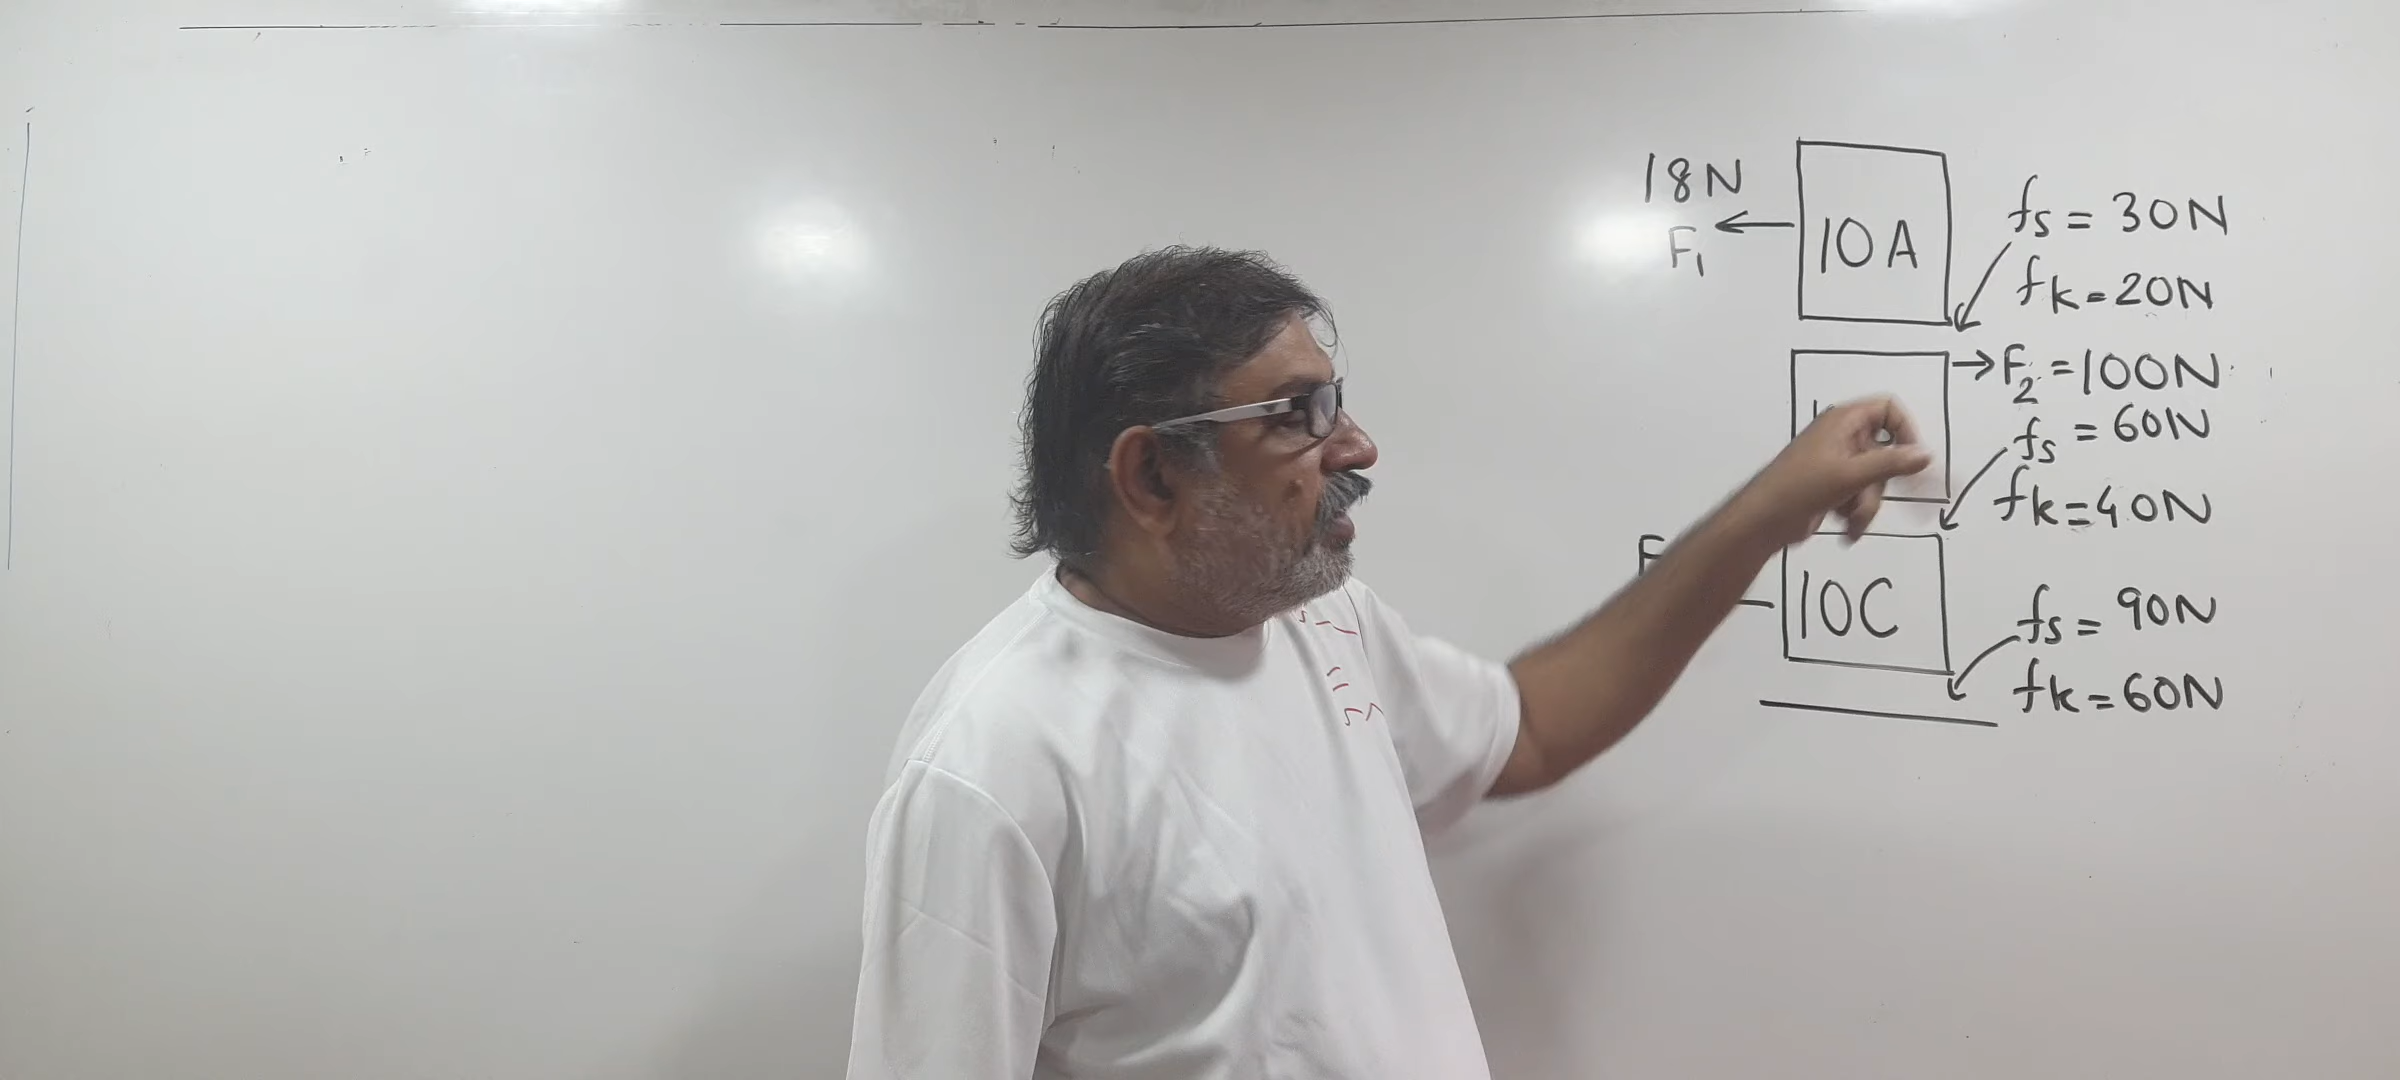 18N
F1
10A
fs = 30N
fk = 20N
F2 = 100N
fs = 60N
fk = 40N
F
10C
fs = 90N
fk = 60N